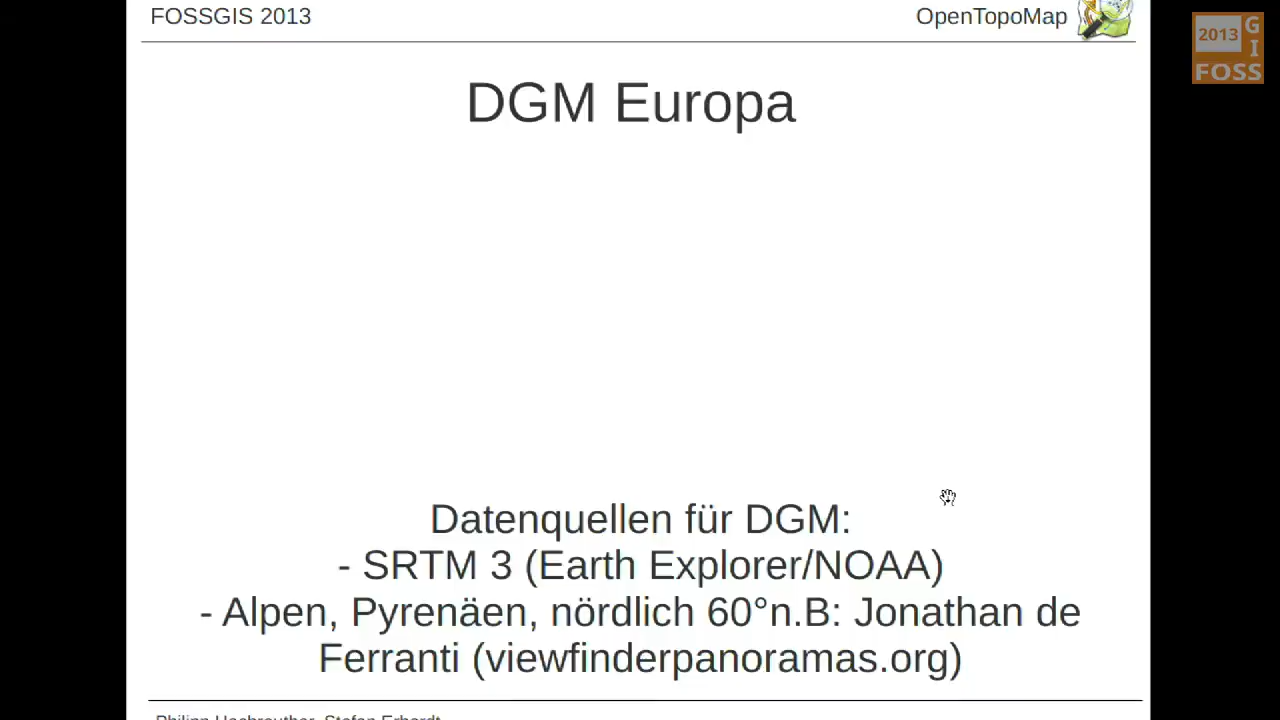 FOSSGIS 2013
OpenTopoMap
2013
G
I
FOSS
DGM Europa
Datenquellen für DGM:
- SRTM 3 (Earth Explorer/NOAA)
- Alpen, Pyrenäen, nördlich 60°n.B: Jonathan de
Ferranti (viewfinderpanoramas.org)